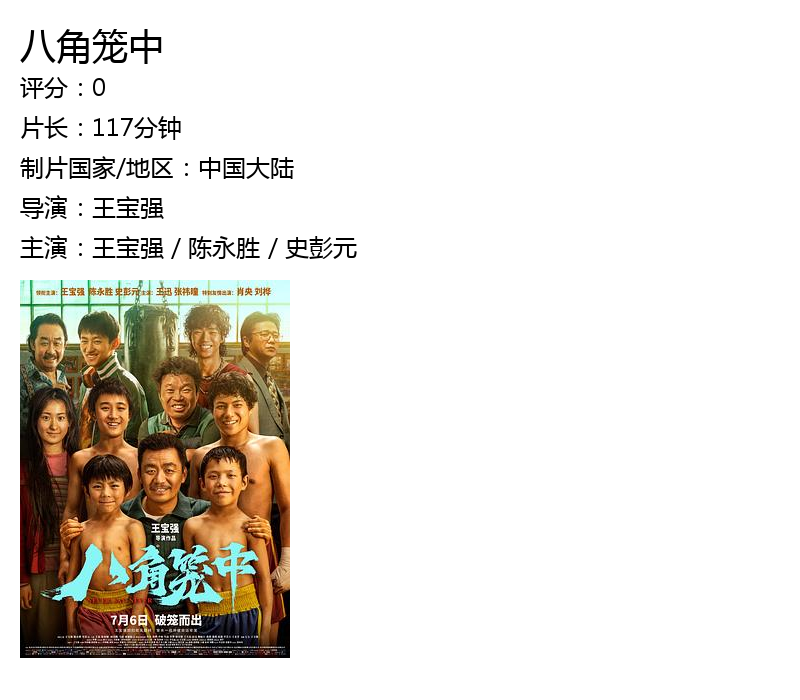 八角笼中
评分：0
片长：117分钟
制片国家/地区：中国大陆
导演：王宝强
主演：王宝强 / 陈永胜 / 史彭元
领衔主演：王宝强 陈永胜 史彭元 主演：王迅 张祎曈 特别友情出演：肖央 刘桦
王宝强
导演作品
八角笼中
7月6日 破笼而出